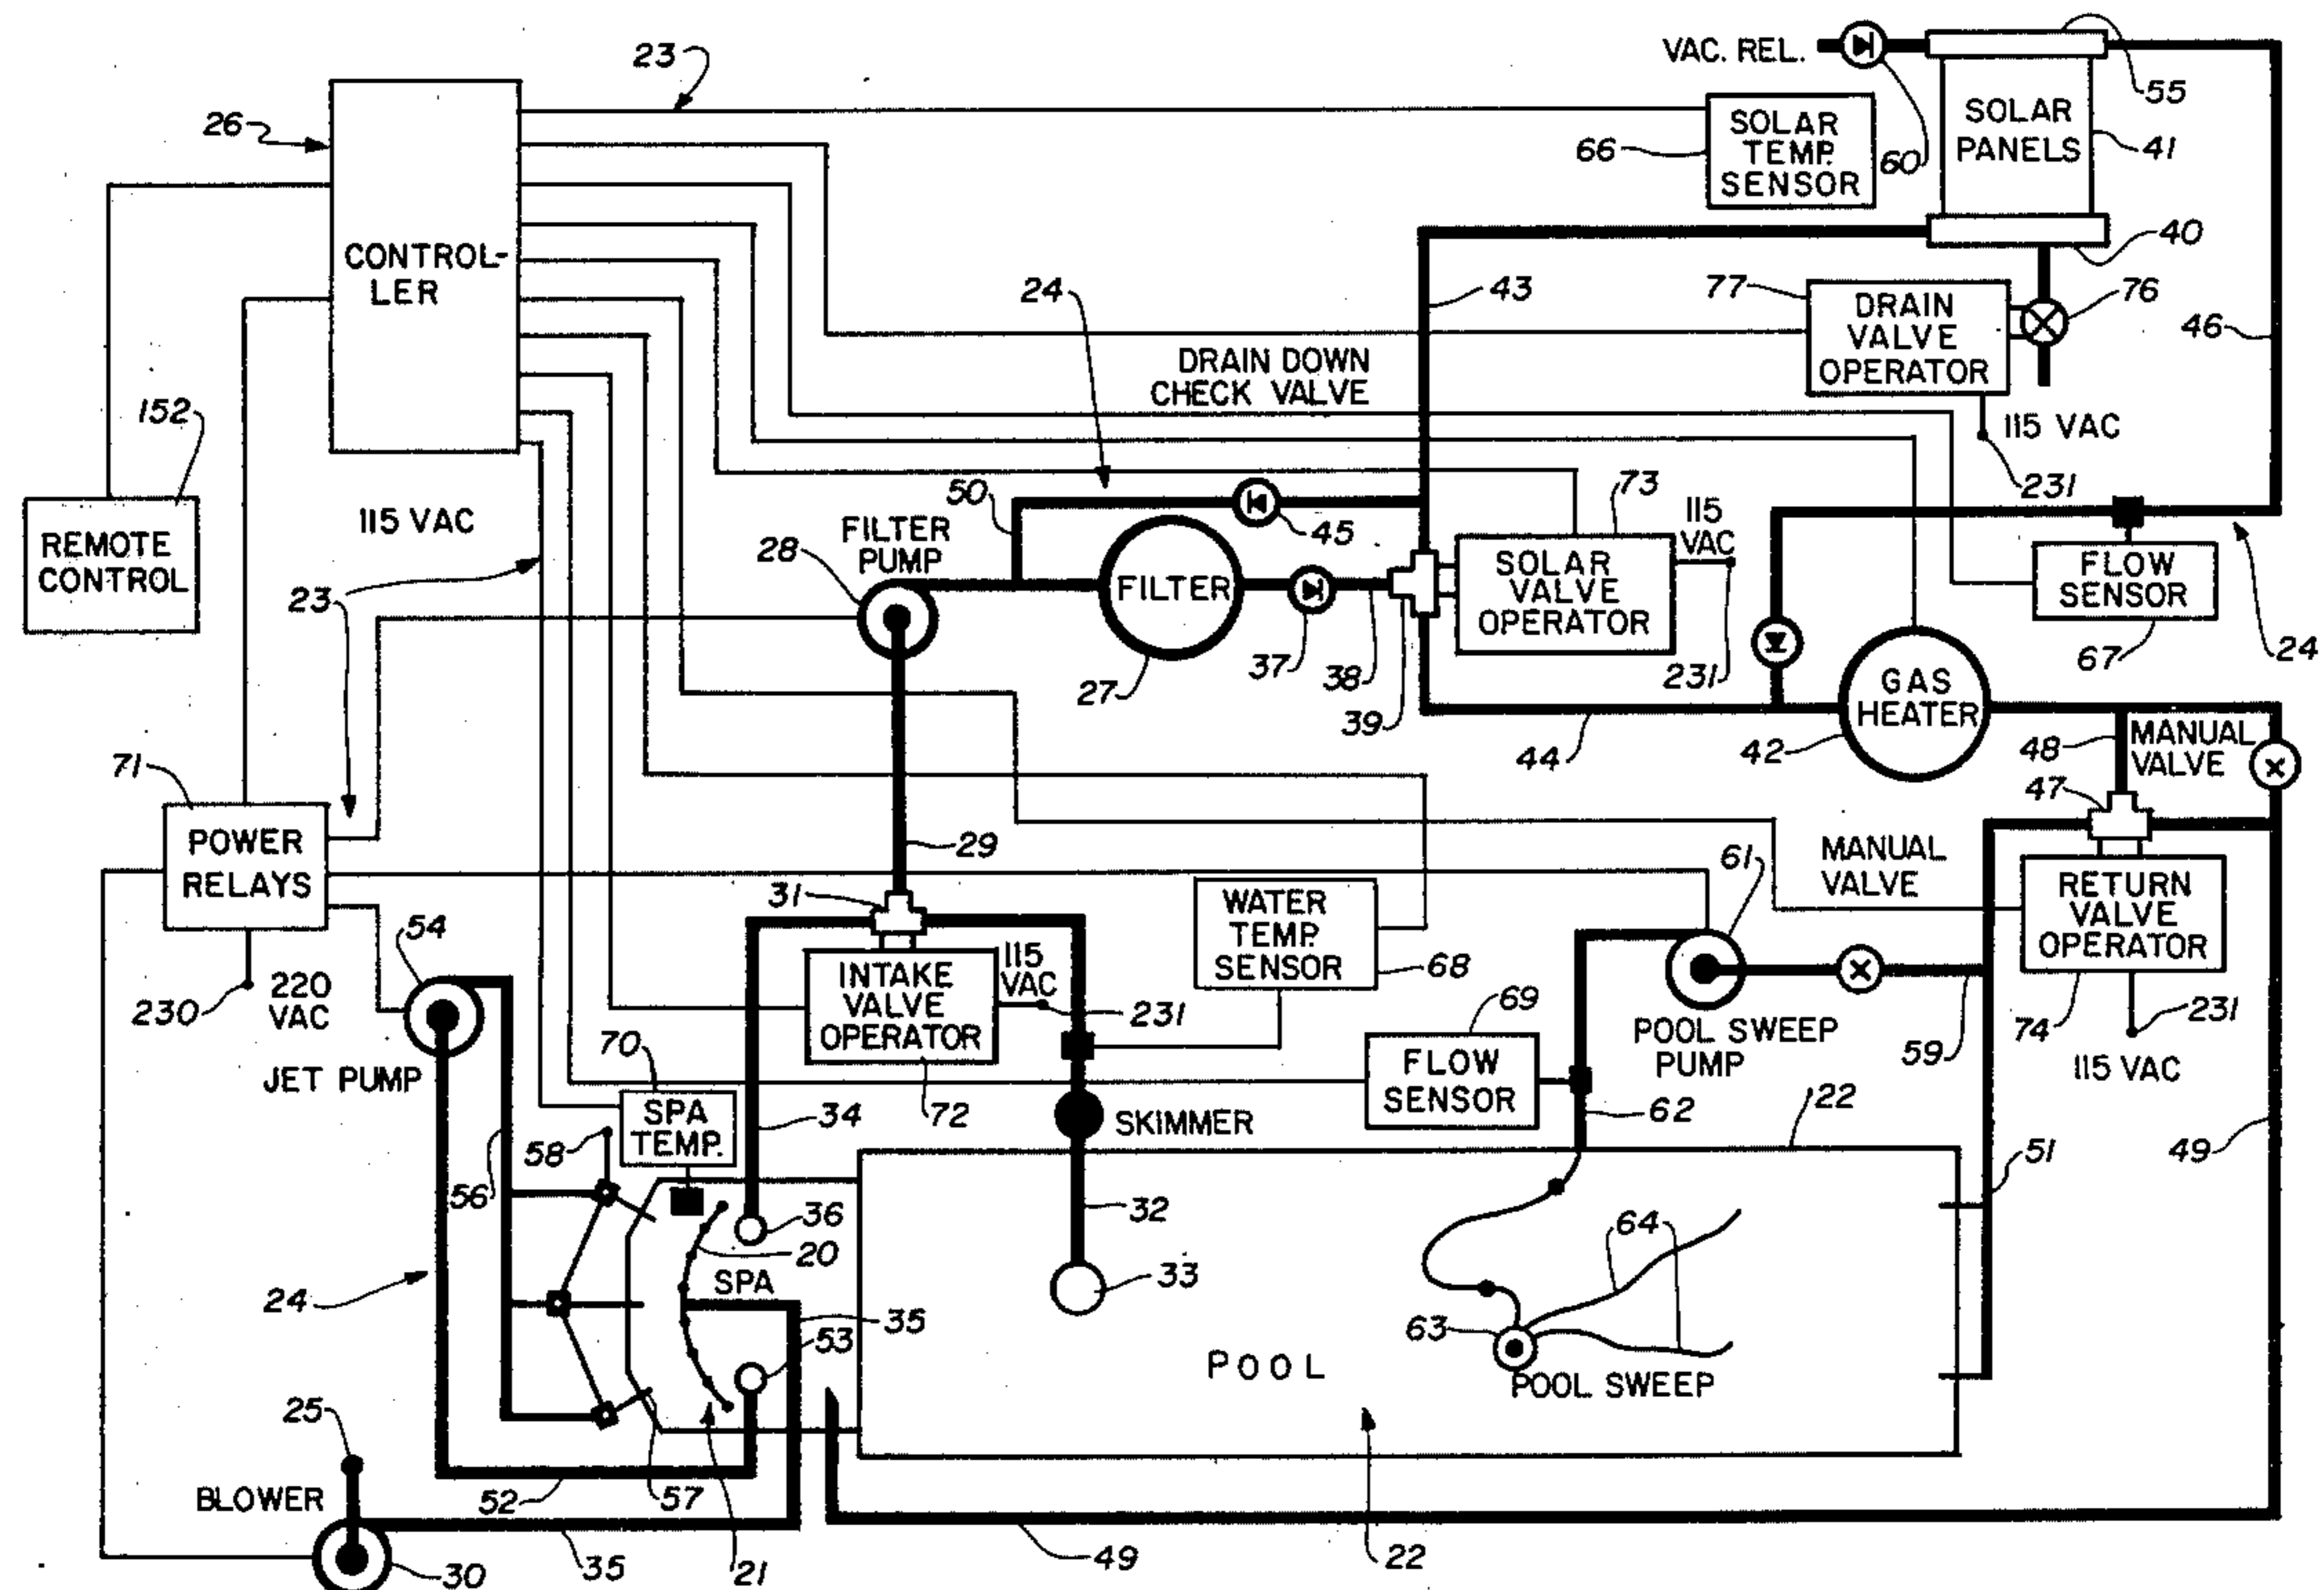 23
VAC. REL.
55
26
SOLAR
TEMP.
SENSOR
66
60
SOLAR
PANELS
41
40
CONTROL-
LER
24
43
77
DRAIN
VALVE
OPERATOR
76
46
DRAIN DOWN
CHECK VALVE
152
115 VAC
231
REMOTE
CONTROL
115 VAC
50
45
73
115
VAC
FILTER
PUMP
28
FILTER
SOLAR
VALVE
OPERATOR
FLOW
SENSOR
23
27
37
38
39
231
67
24
GAS
HEATER
44
42
48
MANUAL
VALVE
47
71
POWER
RELAYS
29
MANUAL
VALVE
61
31
WATER
TEMP.
SENSOR
68
RETURN
VALVE
OPERATOR
54
230
220
VAC
INTAKE
VALVE
OPERATOR
115
VAC
231
69
POOL SWEEP
PUMP
59
74
231
115 VAC
JET PUMP
70
SPA
TEMP.
72
34
SKIMMER
FLOW
SENSOR
62
22
58
56
36
20
32
51
49
SPA
24
35
53
33
64
63
POOL
POOL SWEEP
25
BLOWER
52
57
30
35
21
49
22